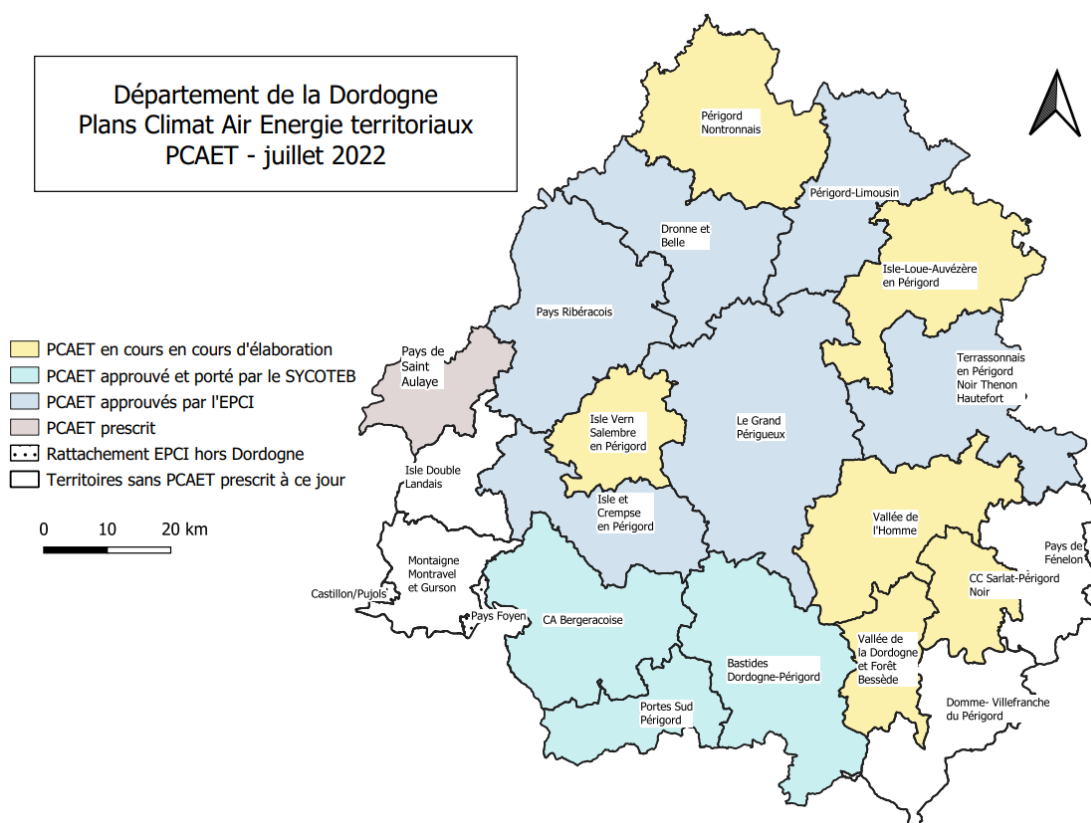 Département de la Dordogne
Plans Climat Air Energie territoriaux
PCAET - juillet 2022
PCAET en cours en cours d'élaboration
PCAET approuvé et porté par le SYCOTEB
PCAET approuvés par l'EPCI
PCAET prescrit
Rattachement EPCI hors Dordogne
Territoires sans PCAET prescrit à ce jour
0 10 20 km
Périgord
Nontronnais
Périgord-Limousin
Dronne et
Belle
Isle-Loue-Auvézère
en Périgord
Pays Ribéracois
Pays de
Saint
Aulaye
Terrassonnais
en Périgord
Noir Thenon
Hautefort
Isle Vern
Salembre
en Périgord
Le Grand
Périgueux
Isle Double
Landais
Isle et
Crempse
en Périgord
Vallée de
l'Homme
Pays de
Fénelon
Montaigne
Montravel
et Gurson
CC Sarlat-Périgord
Noir
Castillon/Pujols
Pays Foyen
CA Bergeracoise
Vallée de
la Dordogne
et Forêt
Bessède
Bastides
Dordogne-Périgord
Domme- Villefranche
du Périgord
Portes Sud
Périgord